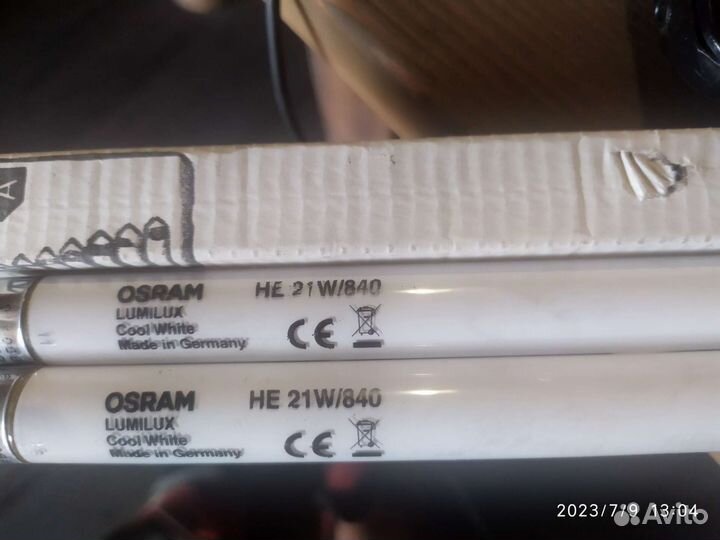 A
OSRAM HE 21W/840
LUMILUX
Cool White CE
Made in Germany
OSRAM HE 21W/840
LUMILUX
Cool White CE
Made in Germany
2023/7/9 13:04
Avito